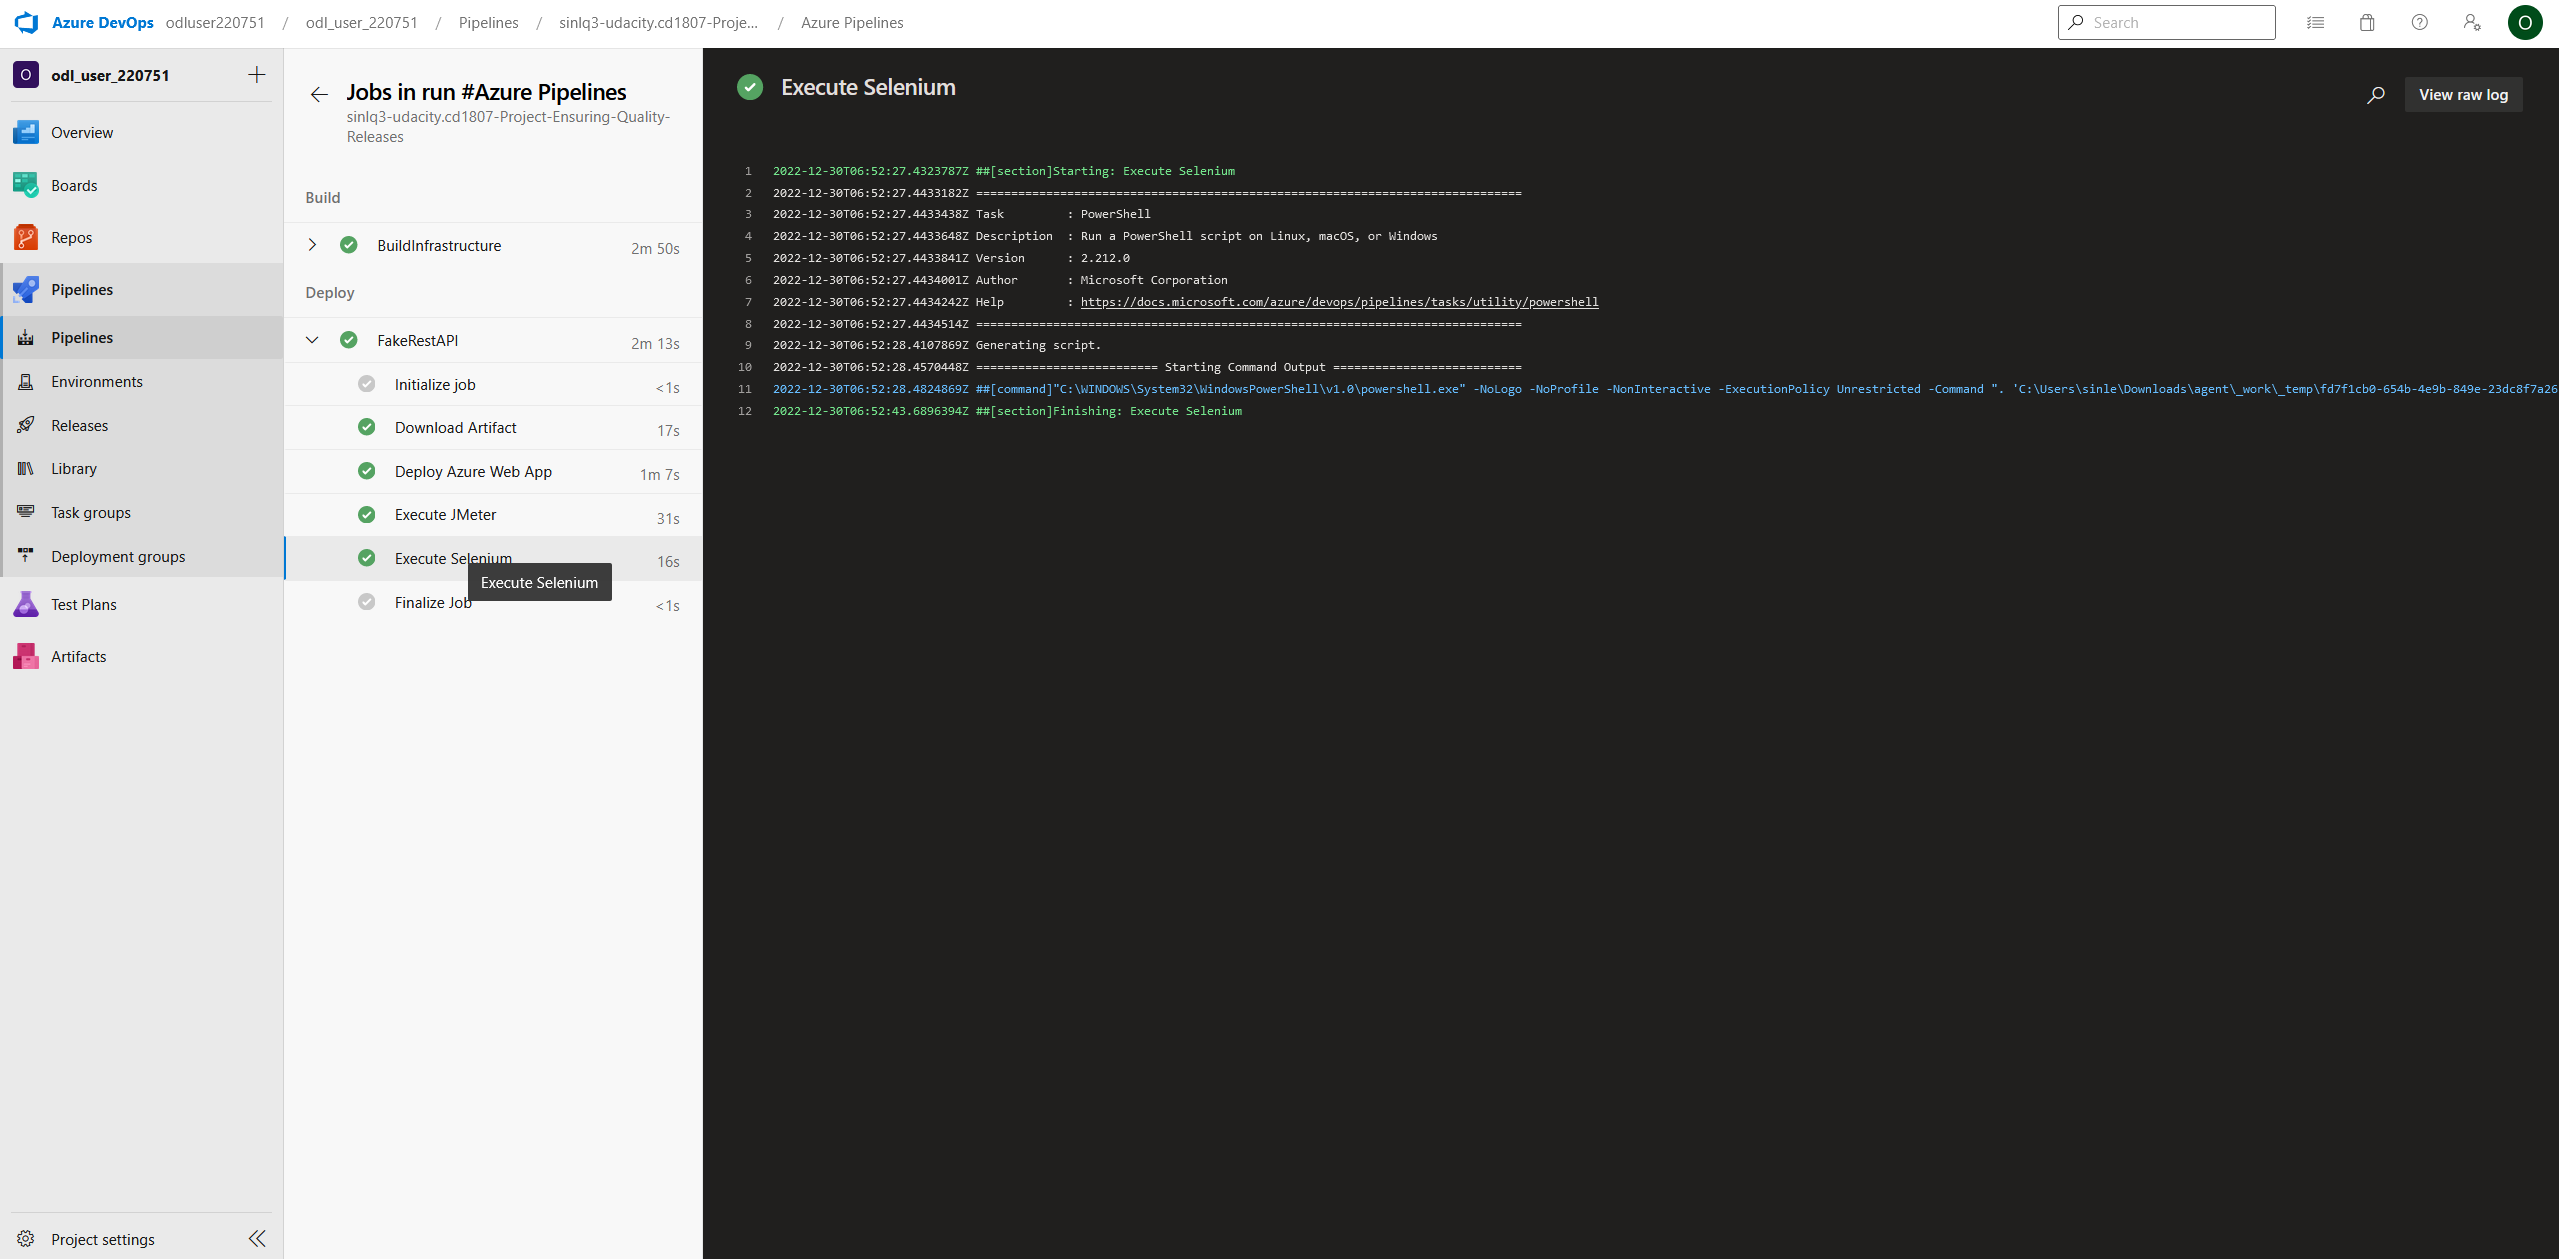 Azure DevOps odluser220751 / odl_user_220751 / Pipelines / sinlq3-udacity.cd1807-Proje... / Azure Pipelines
Search
O
O odl_user_220751
Overview
Boards
Repos
Pipelines
Pipelines
Environments
Releases
Library
Task groups
Deployment groups
Test Plans
Artifacts
Project settings
Jobs in run #Azure Pipelines
sinlq3-udacity.cd1807-Project-Ensuring-Quality-
Releases
Build
BuildInfrastructure 2m 50s
Deploy
FakeRestAPI 2m 13s
Initialize job <1s
Download Artifact 17s
Deploy Azure Web App 1m 7s
Execute JMeter 31s
Execute Selenium 16s
Execute Selenium
Finalize Job <1s
Execute Selenium
View raw log
1 2022-12-30T06:52:27.4323787Z ##[section]Starting: Execute Selenium
2 2022-12-30T06:52:27.4433182Z ==============================================================================
3 2022-12-30T06:52:27.4433438Z Task         : PowerShell
4 2022-12-30T06:52:27.4433648Z Description  : Run a PowerShell script on Linux, macOS, or Windows
5 2022-12-30T06:52:27.4433841Z Version      : 2.212.0
6 2022-12-30T06:52:27.4434001Z Author       : Microsoft Corporation
7 2022-12-30T06:52:27.4434242Z Help         : https://docs.microsoft.com/azure/devops/pipelines/tasks/utility/powershell
8 2022-12-30T06:52:27.4434514Z ==============================================================================
9 2022-12-30T06:52:28.4107869Z Generating script.
10 2022-12-30T06:52:28.4570448Z ========================== Starting Command Output ===========================
11 2022-12-30T06:52:28.4824869Z ##[command]"C:\WINDOWS\System32\WindowsPowerShell\v1.0\powershell.exe" -NoLogo -NoProfile -NonInteractive -ExecutionPolicy Unrestricted -Command ". 'C:\Users\sinle\Downloads\agent\_work\_temp\fd7f1cb0-654b-4e9b-849e-23dc8f7a26
12 2022-12-30T06:52:43.6896394Z ##[section]Finishing: Execute Selenium